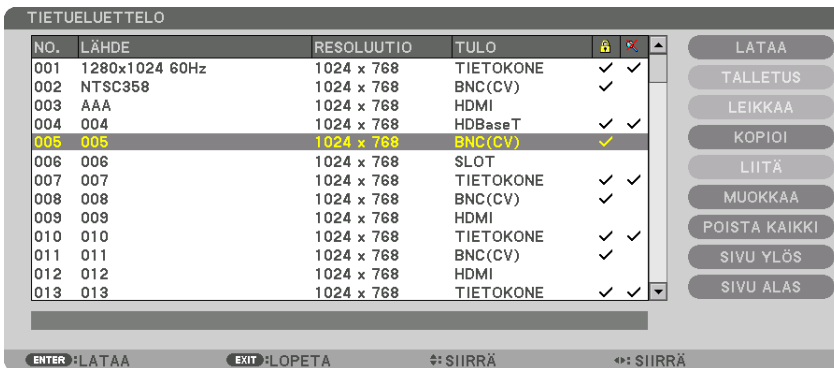 TIETUELUETTELO
NO. LÄHDE RESOLUUTIO TULO
001 1280x1024 60Hz 1024 x 768 TIETOKONE ✓ ✓
002 NTSC358 1024 x 768 BNC(CV) ✓
003 AAA 1024 x 768 HDMI
004 004 1024 x 768 HDBaseT ✓ ✓
005 005 1024 x 768 BNC(CV) ✓
006 006 1024 x 768 SLOT
007 007 1024 x 768 TIETOKONE ✓ ✓
008 008 1024 x 768 BNC(CV) ✓
009 009 1024 x 768 HDMI
010 010 1024 x 768 TIETOKONE ✓ ✓
011 011 1024 x 768 BNC(CV) ✓
012 012 1024 x 768 HDMI
013 013 1024 x 768 TIETOKONE ✓ ✓
LATAA
TALLETUS
LEIKKAA
KOPIOI
LIITÄ
MUOKKAA
POISTA KAIKKI
SIVU YLÖS
SIVU ALAS
ENTER :LATAA EXIT :LOPETA :SIIRRÄ : SIIRRÄ